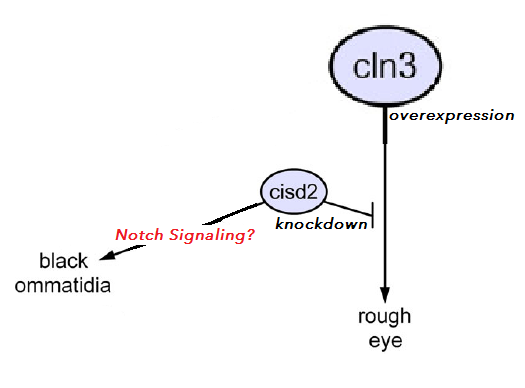 cln3
overexpression
cisd2
knockdown
Notch Signaling?
black
ommatidia
rough
eye